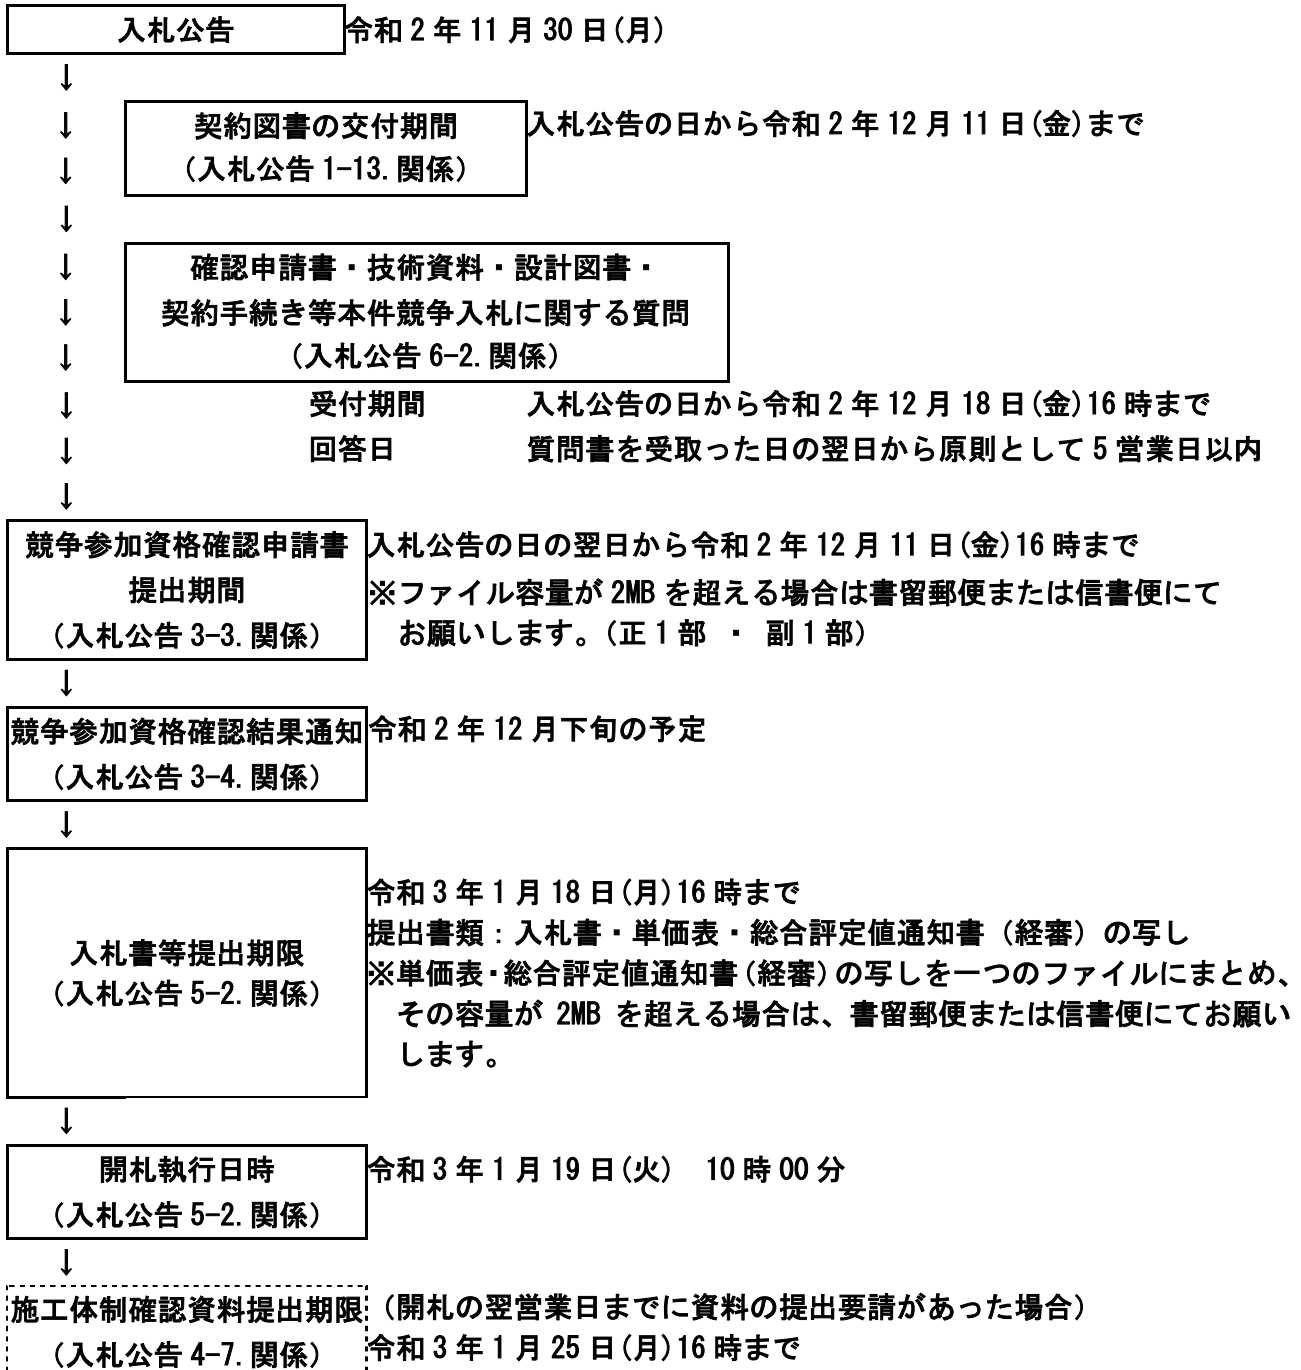 入札公告 令和2年11月30日(月)
↓
↓ 契約図書の交付期間 入札公告の日から令和2年12月11日(金)まで
↓ (入札公告1-13.関係)
↓
↓ 確認申請書・技術資料・設計図書・
↓ 契約手続き等本件競争入札に関する質問
↓ (入札公告6-2.関係)
↓ 受付期間 入札公告の日から令和2年12月18日(金)16時まで
↓ 回答日 質問書を受取った日の翌日から原則として5営業日以内
↓
競争参加資格確認申請書 入札公告の日の翌日から令和2年12月11日(金)16時まで
提出期間 ※ファイル容量が2MBを超える場合は書留郵便または信書便にて
(入札公告3-3.関係) お願いします。(正1部 ・ 副1部)
↓
競争参加資格確認結果通知 令和2年12月下旬の予定
(入札公告3-4.関係)
↓
令和3年1月18日(月)16時まで
提出書類：入札書・単価表・総合評定値通知書（経審）の写し
入札書等提出期限 ※単価表・総合評定値通知書(経審)の写しを一つのファイルにまとめ、
(入札公告5-2.関係) その容量が 2MB を超える場合は、書留郵便または信書便にてお願い
します。
↓
開札執行日時 令和3年1月19日(火) 10時00分
(入札公告5-2.関係)
↓
施工体制確認資料提出期限 (開札の翌営業日までに資料の提出要請があった場合)
(入札公告4-7.関係) 令和3年1月25日(月)16時まで